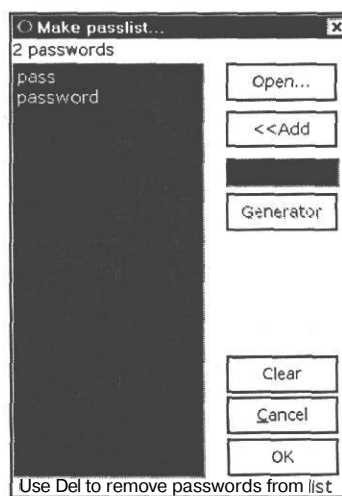 Make passlist...
2 passwords
pass
password
Open...
<<Add
Generator
Clear
Cancel
OK
Use Del to remove passwords from list